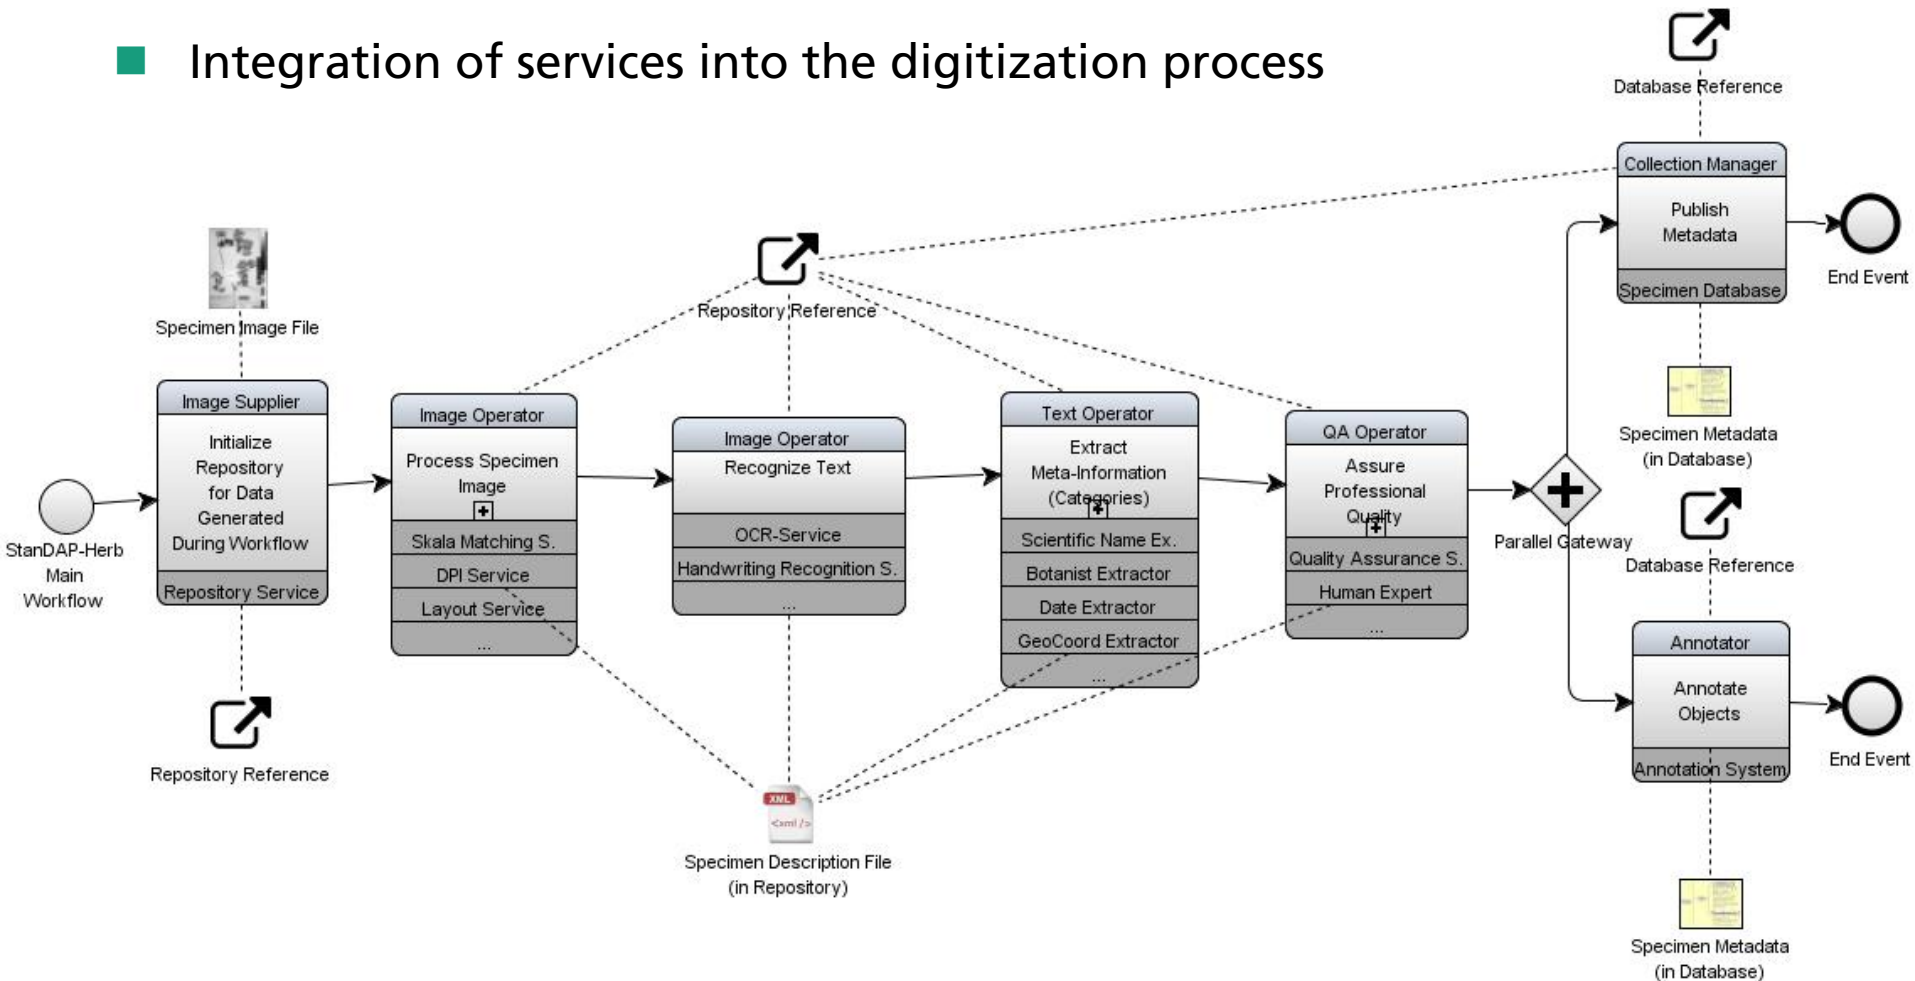 Integration of services into the digitization process
Database Reference
Collection Manager
Publish
Metadata
Specimen Database
End Event
Specimen Metadata
(in Database)
Specimen Image File
Repository Reference
StanDAP-Herb
Main
Workflow
Image Supplier
Initialize
Repository
for Data
Generated
During Workflow
Repository Service
Repository Reference
Image Operator
Process Specimen
Image
Skala Matching S.
DPI Service
Layout Service
...
Image Operator
Recognize Text
OCR-Service
Handwriting Recognition S.
...
Text Operator
Extract
Meta-Information
(Categories)
Scientific Name Ex.
Botanist Extractor
Date Extractor
GeoCoord Extractor
...
QA Operator
Assure
Professional
Quality
Quality Assurance S.
Human Expert
...
Parallel Gateway
Database Reference
Annotator
Annotate
Objects
Annotation System
End Event
XML
<xml />
Specimen Description File
(in Repository)
Specimen Metadata
(in Database)